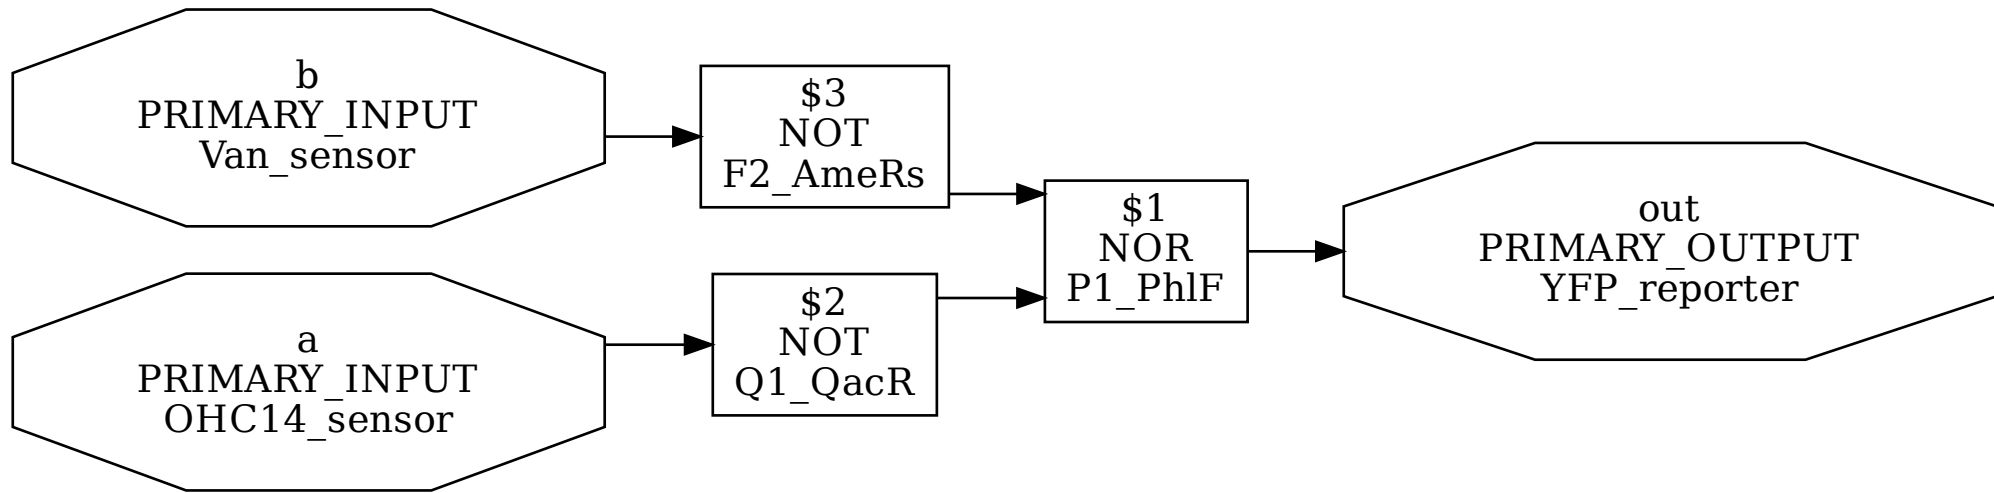 b
PRIMARY_INPUT
Van_sensor
$3
NOT
F2_AmeRs
a
PRIMARY_INPUT
OHC14_sensor
$2
NOT
Q1_QacR
$1
NOR
P1_PhlF
out
PRIMARY_OUTPUT
YFP_reporter